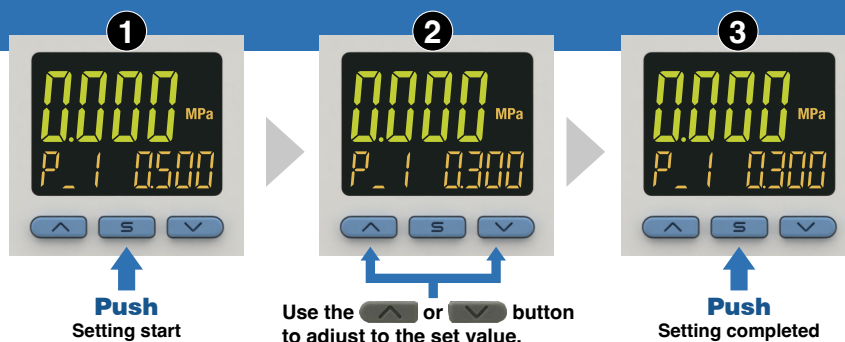 1
0.000 MPa
P_1 0.500
S
Push
Setting start
2
0.000 MPa
P_1 0.300
S
Use the or button
to adjust to the set value.
3
0.000 MPa
P_1 0.300
S
Push
Setting completed